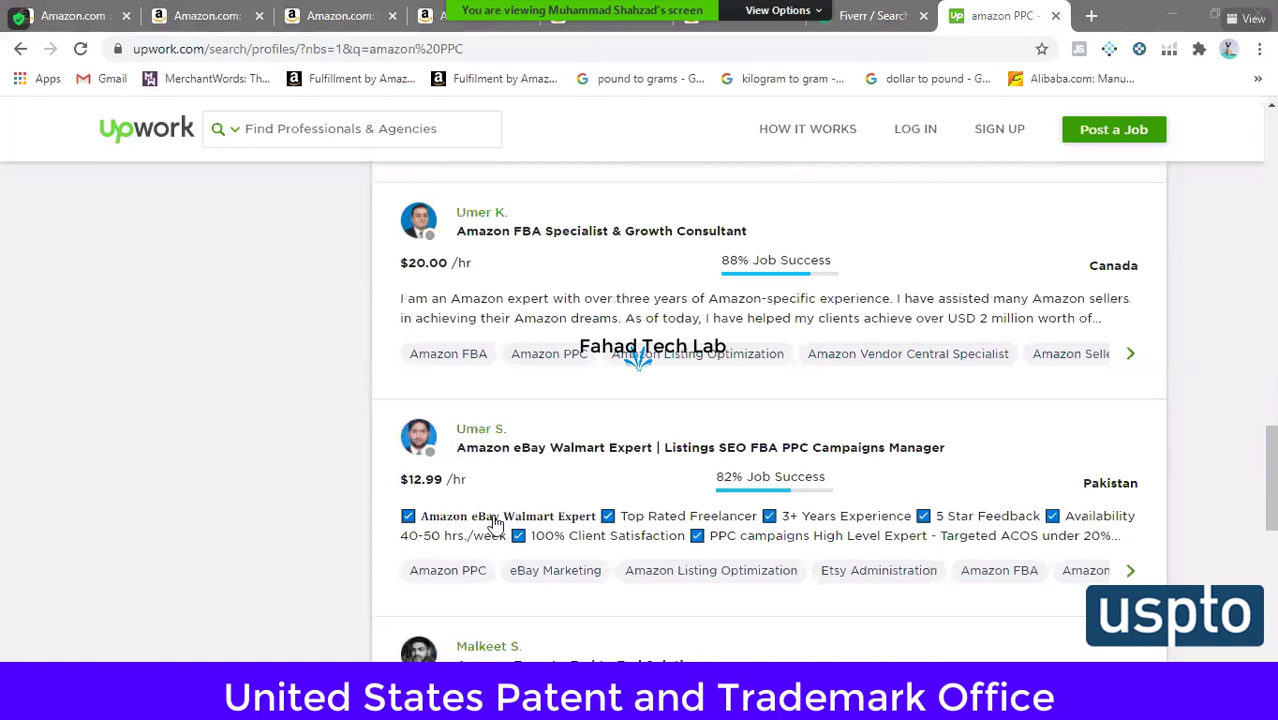 You are viewing Muhammad Shahzad's screen
View Options
Amazon.com :
Amazon.com:
Amazon.com:
A
Fiverr / Sear
amazon PPC -
View
upwork.com/search/profiles/?nbs=1&q=amazon%20PPC
Apps
Gmail
MerchantWords: Th...
Fulfillment by Amaz...
Fulfilment by Amaz...
pound to grams - G...
kilogram to gram -...
dollar to pound - G...
Alibaba.com: Manu...
upwork
Find Professionals & Agencies
HOW IT WORKS
LOG IN
SIGN UP
Post a Job
Umer K.
Amazon FBA Specialist & Growth Consultant
$20.00 /hr
88% Job Success
Canada
I am an Amazon expert with over three years of Amazon-specific experience. I have assisted many Amazon sellers
in achieving their Amazon dreams. As of today, I have helped my clients achieve over USD 2 million worth of...
Fahad Tech Lab
Amazon FBA
Amazon PPC
Amazon Listing Optimization
Amazon Vendor Central Specialist
Amazon Selle
Umar S.
Amazon eBay Walmart Expert | Listings SEO FBA PPC Campaigns Manager
$12.99 /hr
82% Job Success
Pakistan
Amazon eBay Walmart Expert Top Rated Freelancer 3+ Years Experience 5 Star Feedback Availability
40-50 hrs./week 100% Client Satisfaction PPC campaigns High Level Expert - Targeted ACOS under 20%...
Amazon PPC
eBay Marketing
Amazon Listing Optimization
Etsy Administration
Amazon FBA
Amazon
uspto
Malkeet S.
United States Patent and Trademark Office